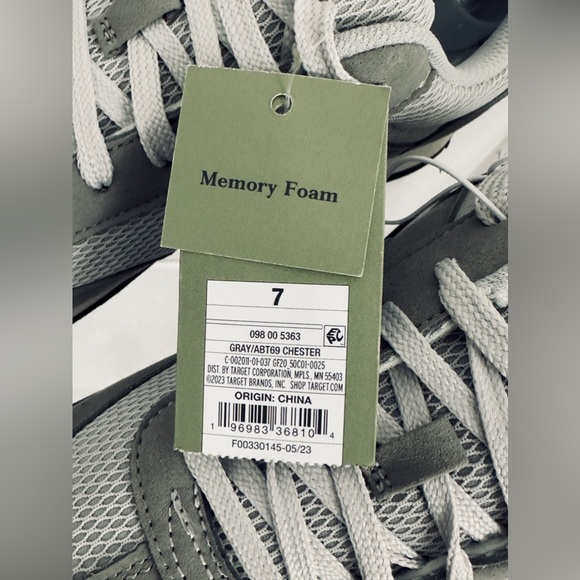 Memory Foam
7
098 00 5363
GRAY/ABT69 CHESTER
C-002011-01-037 GF20_50C01-0025
DIST. BY TARGET CORPORATION, MPLS., MN 55403
©2023 TARGET BRANDS, INC. SHOP TARGET.COM
ORIGIN: CHINA
1 96983 36810 4
F00330145-05/23